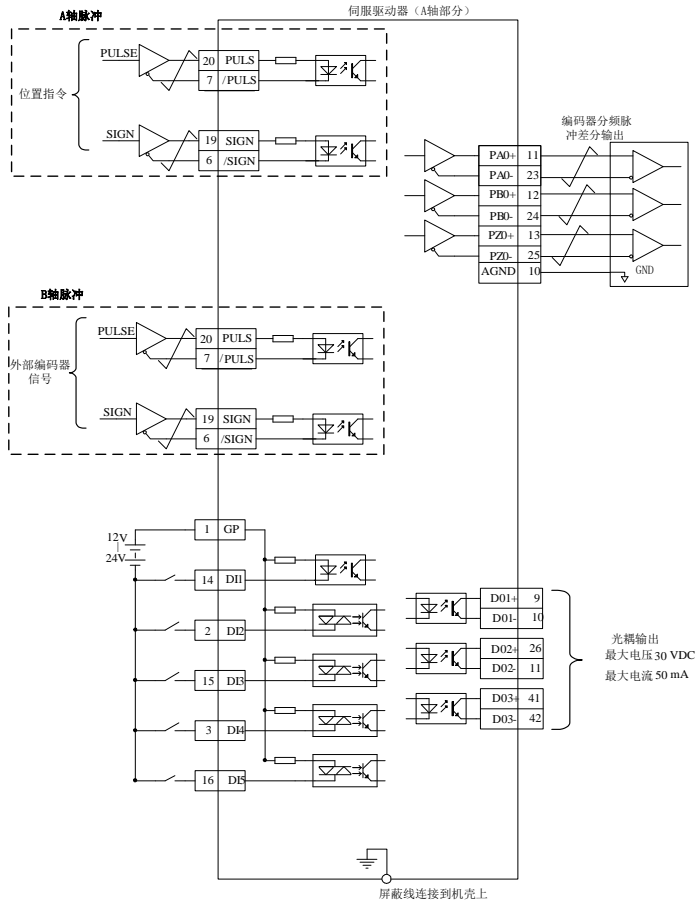 伺服驱动器（A轴部分）
A轴脉冲
位置指令
PULSE
20 PULS
7 /PULS
SIGN
19 SIGN
6 /SIGN
编码器分频脉
冲差分输出
PA0+ 11
PA0- 23
PB0+ 12
PB0- 24
PZ0+ 13
PZ0- 25
AGND 10
GND
B轴脉冲
外部编码器
信号
PULSE
20 PULS
7 /PULS
SIGN
19 SIGN
6 /SIGN
12V
|
24V
1 GP
14 DI1
2 DI2
15 DI3
3 DI4
16 DI5
D01+ 9
D01- 10
D02+ 26
D02- 11
D03+ 41
D03- 42
光耦输出
最大电压30 VDC
最大电流50 mA
屏蔽线连接到机壳上